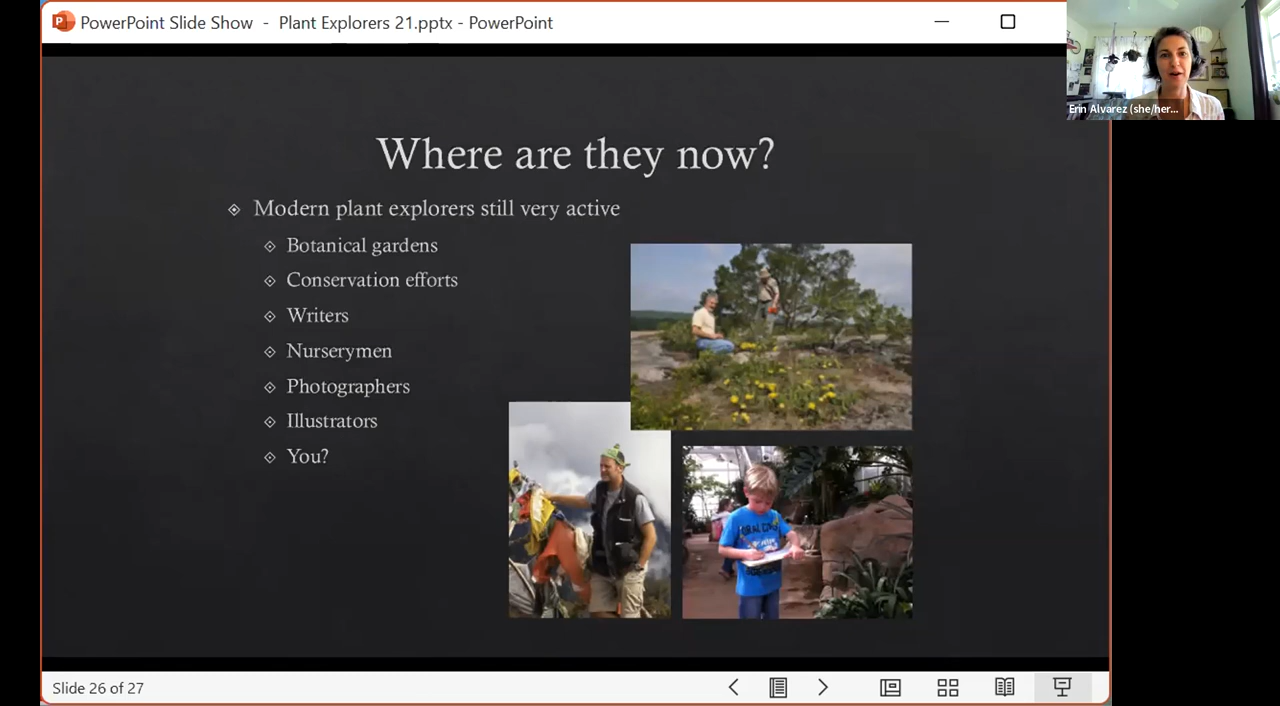 PowerPoint Slide Show - Plant Explorers 21.pptx - PowerPoint
Erin Alvarez (she/her...
Where are they now?
Modern plant explorers still very active
Botanical gardens
Conservation efforts
Writers
Nurserymen
Photographers
Illustrators
You?
Slide 26 of 27